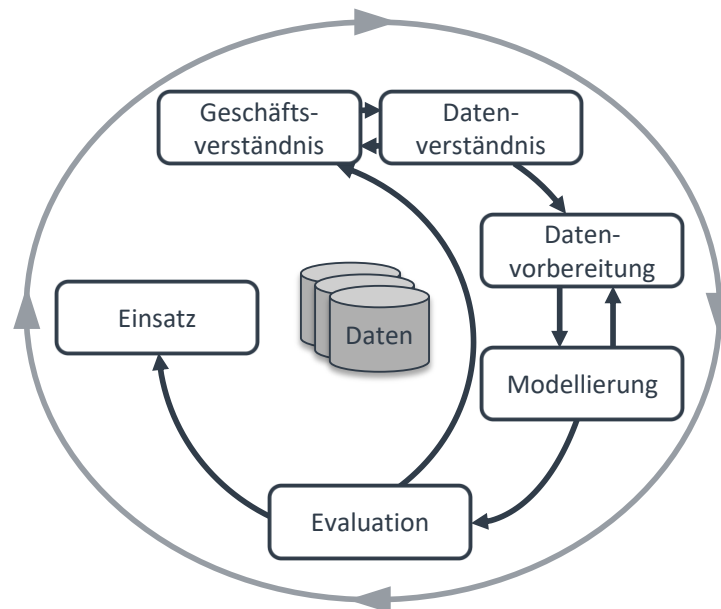 Geschäfts-
verständnis
Daten-
verständnis
Daten-
vorbereitung
Einsatz
Daten
Modellierung
Evaluation